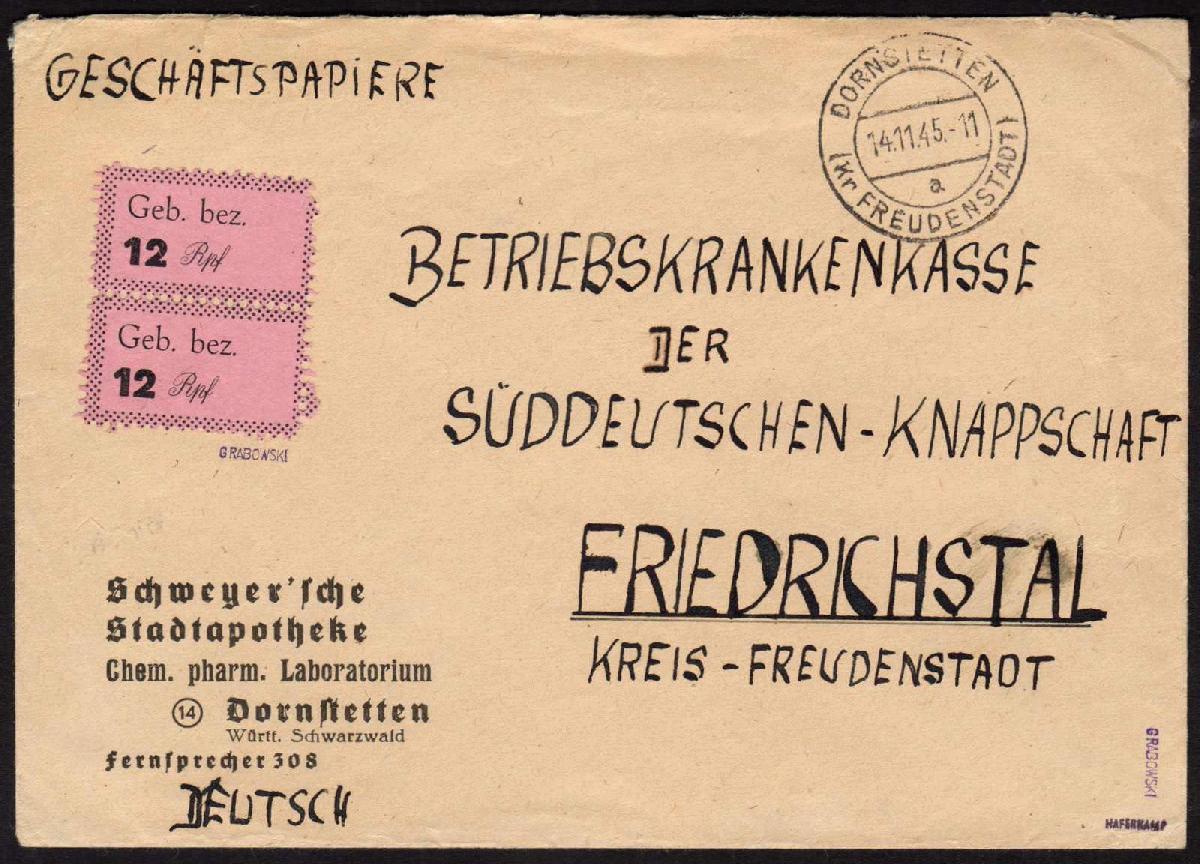 GESCHÄFTSPAPIERE
DORNSTETTEN
14.11.45.-11
a
(Kr FREUDENSTADT)
Geb. bez.
12 Rpf
Geb. bez.
12 Rpf
GRABOWSKI
BETRIEBSKRANKENKASSE
DER
SÜDDEUTSCHEN-KNAPPSCHAFT
FRIEDRICHSTAL
KREIS-FREUDENSTADT
Schweyer'sche
Stadtapotheke
Chem. pharm. Laboratorium
14 Dornstetten
Württ. Schwarzwald
Fernsprecher 308
DEUTSCH
GRABOWSKI
HAFERKAMP